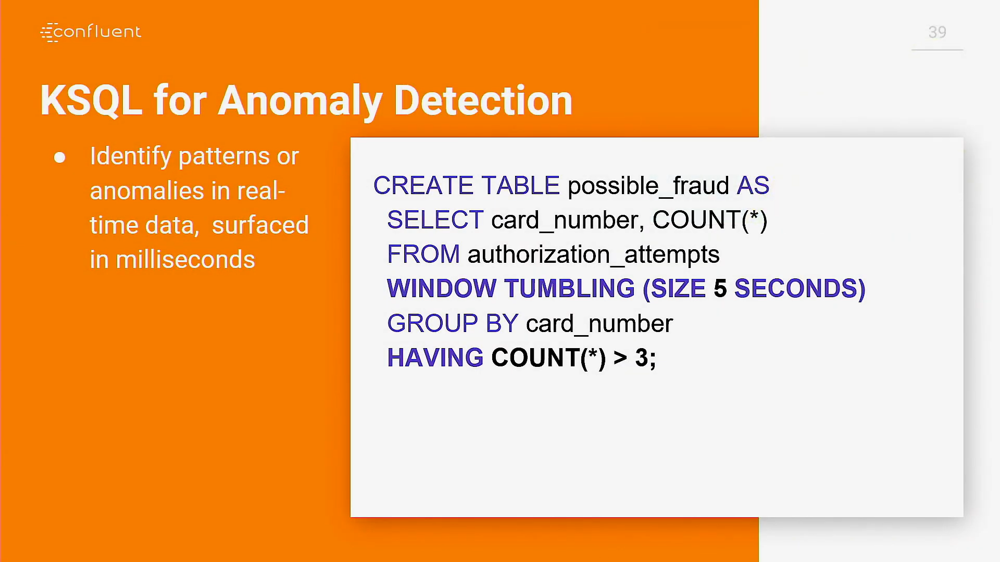 confluent
39
KSQL for Anomaly Detection
● Identify patterns or
anomalies in real-
time data,  surfaced
in milliseconds
CREATE TABLE possible_fraud AS
SELECT card_number, COUNT(*)
FROM authorization_attempts
WINDOW TUMBLING (SIZE 5 SECONDS)
GROUP BY card_number
HAVING COUNT(*) > 3;